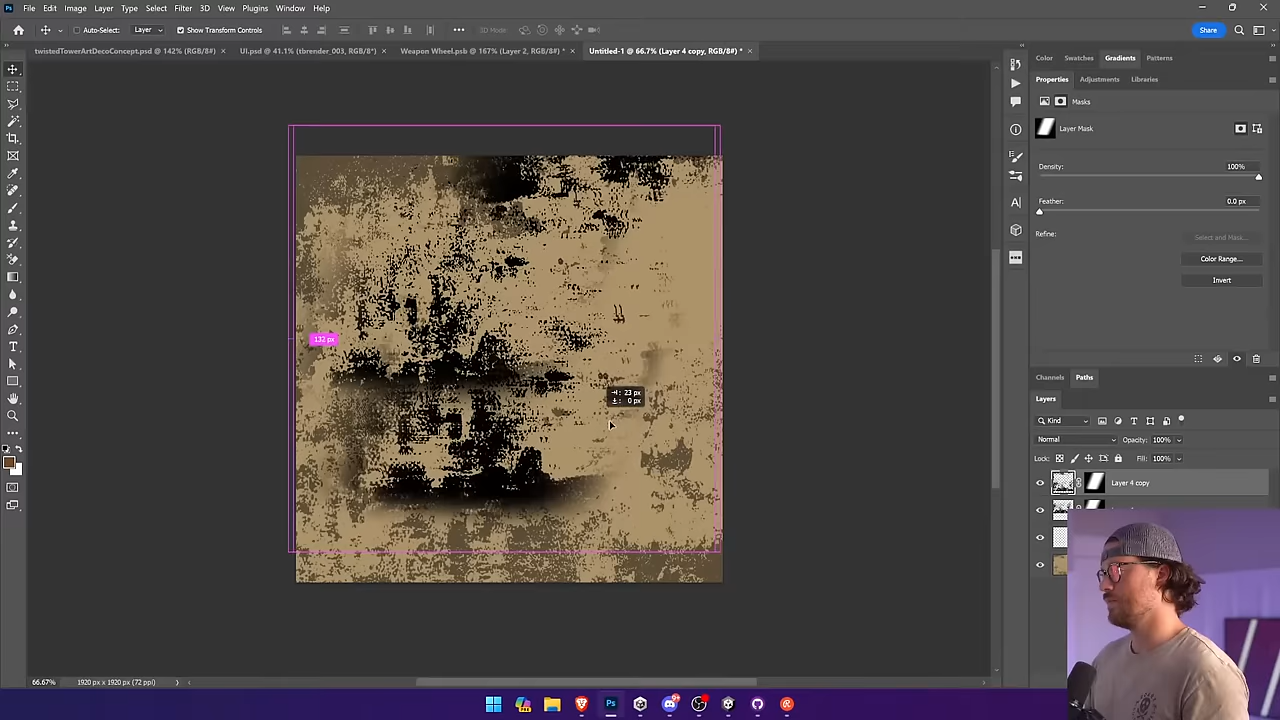 Ps File Edit Image Layer Type Select Filter 3D View Plugins Window Help
Auto-Select: Layer Show Transform Controls 3D Mode: Share
twistedTowerArtDecoConcept.psd @ 142% (RGB/8#) × UI.psd @ 41.1% (tbrender_003, RGB/8*) × Weapon Wheel.psb @ 167% (Layer 2, RGB/8#) * × Untitled-1 @ 66.7% (Layer 4 copy, RGB/8#) * ×
Color Swatches Gradients Patterns
Properties Adjustments Libraries
Masks
Layer Mask
Density: 100%
Feather: 0.0 px
Refine:
Select and Mask...
Color Range...
Invert
132 px
23 px
0 px
Channels Paths
Layers
Kind
Normal Opacity: 100%
Lock: Fill: 100%
Layer 4 copy
66.67% 1920 px x 1920 px (72 ppi)
Ps